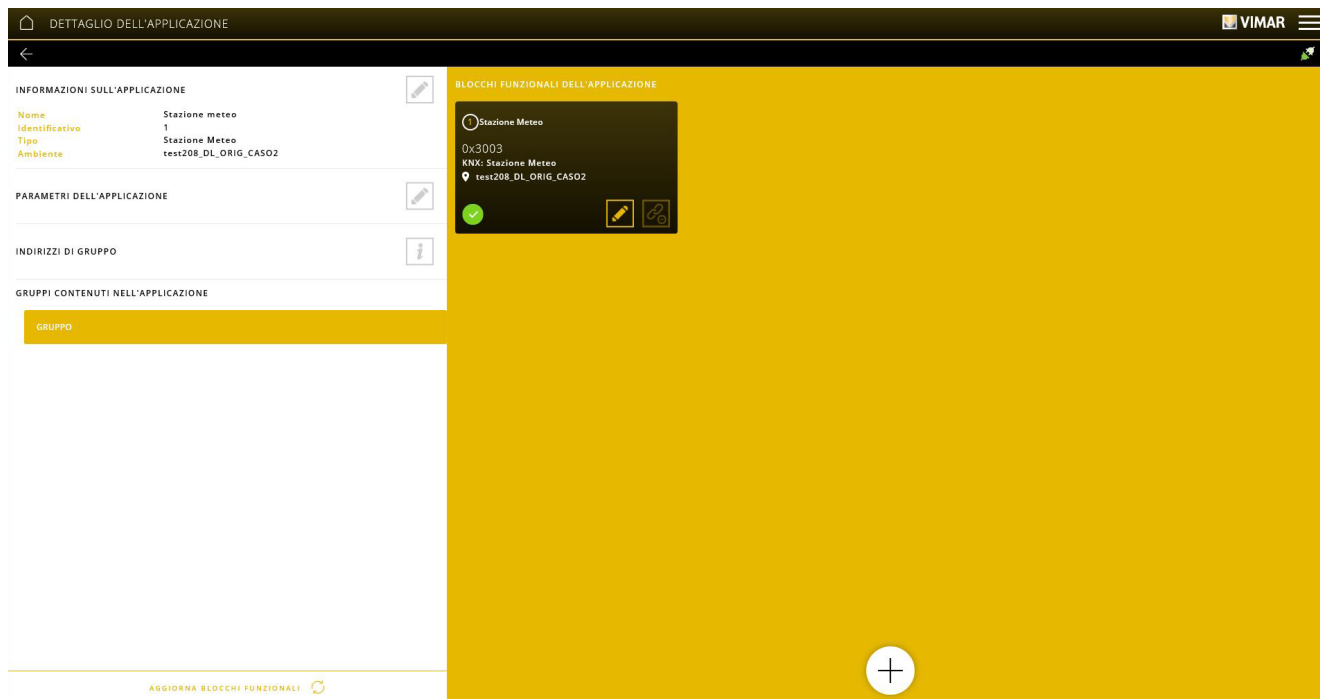 DETTAGLIO DELL'APPLICAZIONE
VIMAR
INFORMAZIONI SULL'APPLICAZIONE
Nome Stazione meteo
Identificativo 1
Tipo Stazione Meteo
Ambiente test208_DL_ORIG_CASO2
PARAMETRI DELL'APPLICAZIONE
INDIRIZZI DI GRUPPO
i
GRUPPI CONTENUTI NELL'APPLICAZIONE
GRUPPO
AGGIORNA BLOCCHI FUNZIONALI
BLOCCHI FUNZIONALI DELL'APPLICAZIONE
1 Stazione Meteo
0x3003
KNX: Stazione Meteo
test208_DL_ORIG_CASO2